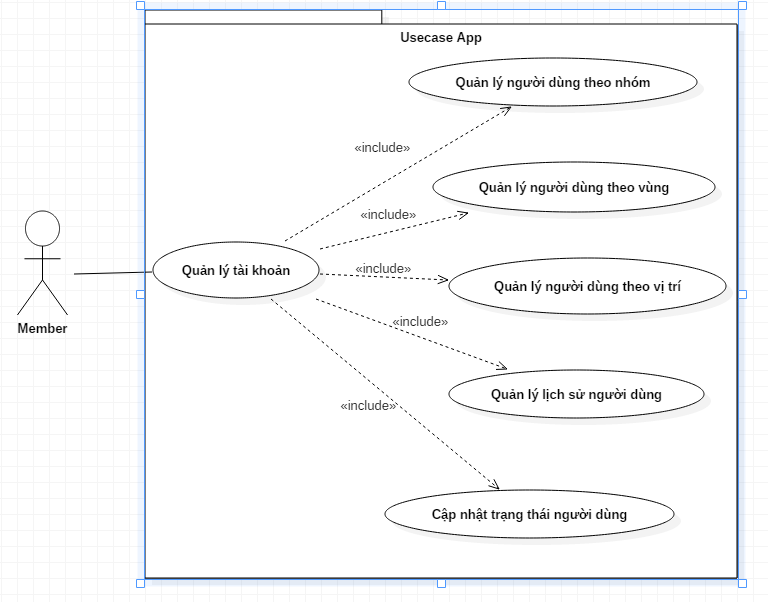 Usecase App
Quản lý người dùng theo nhóm
«include»
Quản lý người dùng theo vùng
«include»
Quản lý tài khoản
«include»
Quản lý người dùng theo vị trí
Member
«include»
Quản lý lịch sử người dùng
«include»
Cập nhật trạng thái người dùng